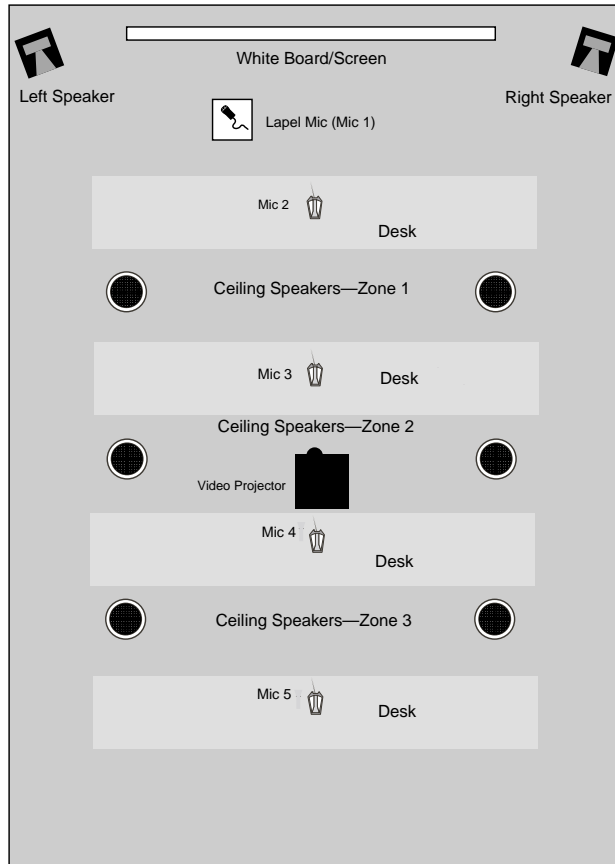 White Board/Screen
Left Speaker
Right Speaker
Lapel Mic (Mic 1)
Mic 2
Desk
Ceiling Speakers—Zone 1
Mic 3
Desk
Ceiling Speakers—Zone 2
Video Projector
Mic 4
Desk
Ceiling Speakers—Zone 3
Mic 5
Desk